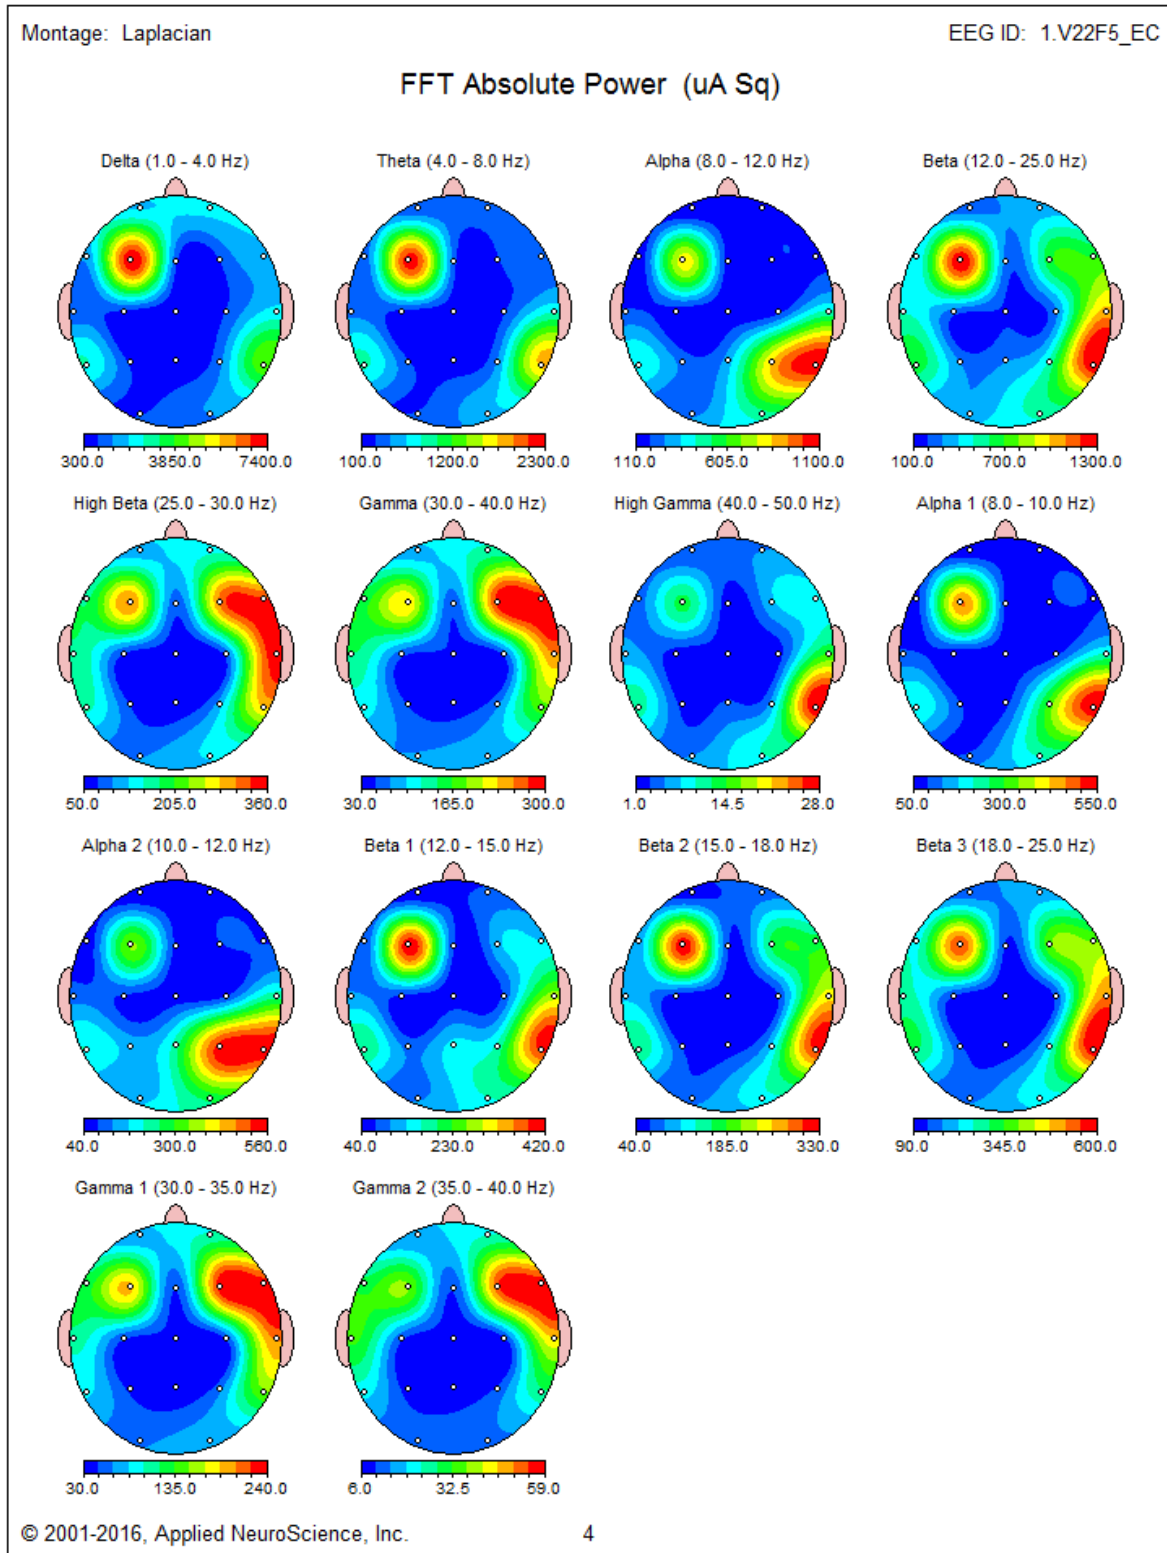 Montage: Laplacian EEG ID: 1.V22F5_EC
FFT Absolute Power (uA Sq)
Delta (1.0 - 4.0 Hz) Theta (4.0 - 8.0 Hz) Alpha (8.0 - 12.0 Hz) Beta (12.0 - 25.0 Hz)
300.0 3850.0 7400.0 100.0 1200.0 2300.0 110.0 605.0 1100.0 100.0 700.0 1300.0
High Beta (25.0 - 30.0 Hz) Gamma (30.0 - 40.0 Hz) High Gamma (40.0 - 50.0 Hz) Alpha 1 (8.0 - 10.0 Hz)
50.0 205.0 360.0 30.0 165.0 300.0 1.0 14.5 28.0 50.0 300.0 550.0
Alpha 2 (10.0 - 12.0 Hz) Beta 1 (12.0 - 15.0 Hz) Beta 2 (15.0 - 18.0 Hz) Beta 3 (18.0 - 25.0 Hz)
40.0 300.0 560.0 40.0 230.0 420.0 40.0 185.0 330.0 90.0 345.0 600.0
Gamma 1 (30.0 - 35.0 Hz) Gamma 2 (35.0 - 40.0 Hz)
30.0 135.0 240.0 6.0 32.5 59.0
© 2001-2016, Applied NeuroScience, Inc. 4